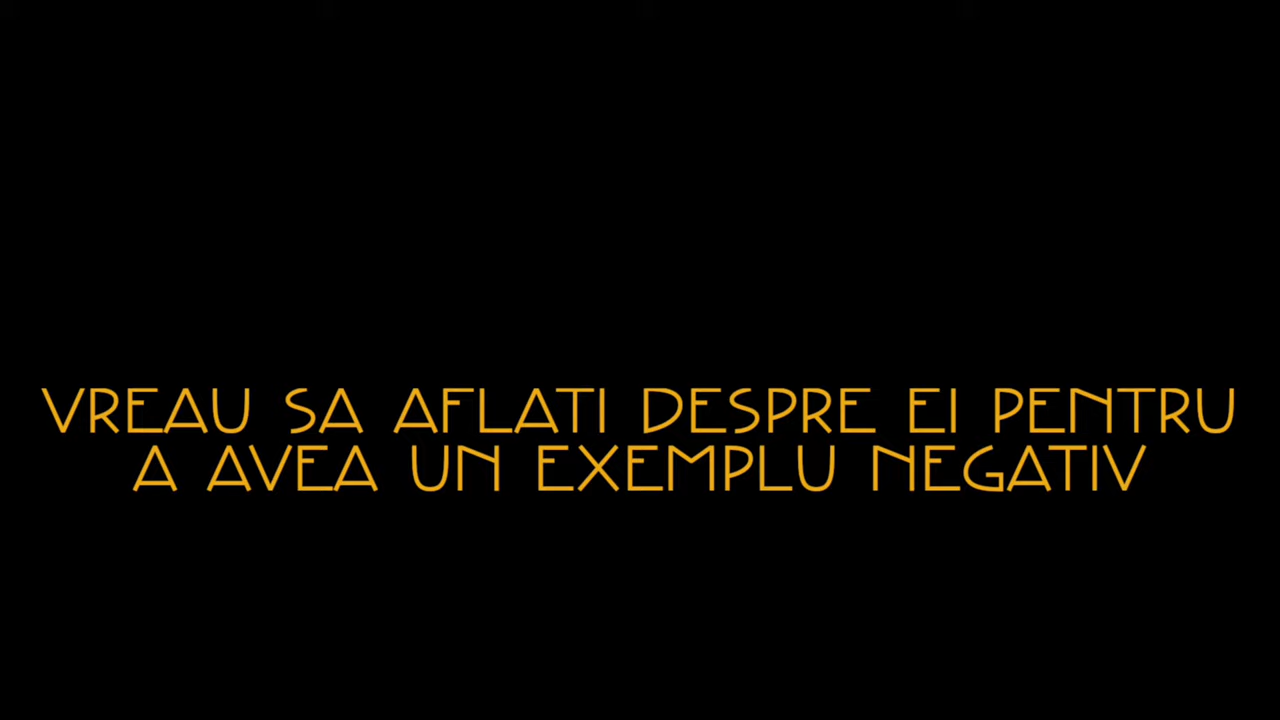 VREAU SA AFLATI DESPRE EI PENTRU
A AVEA UN EXEMPLU NEGATIV